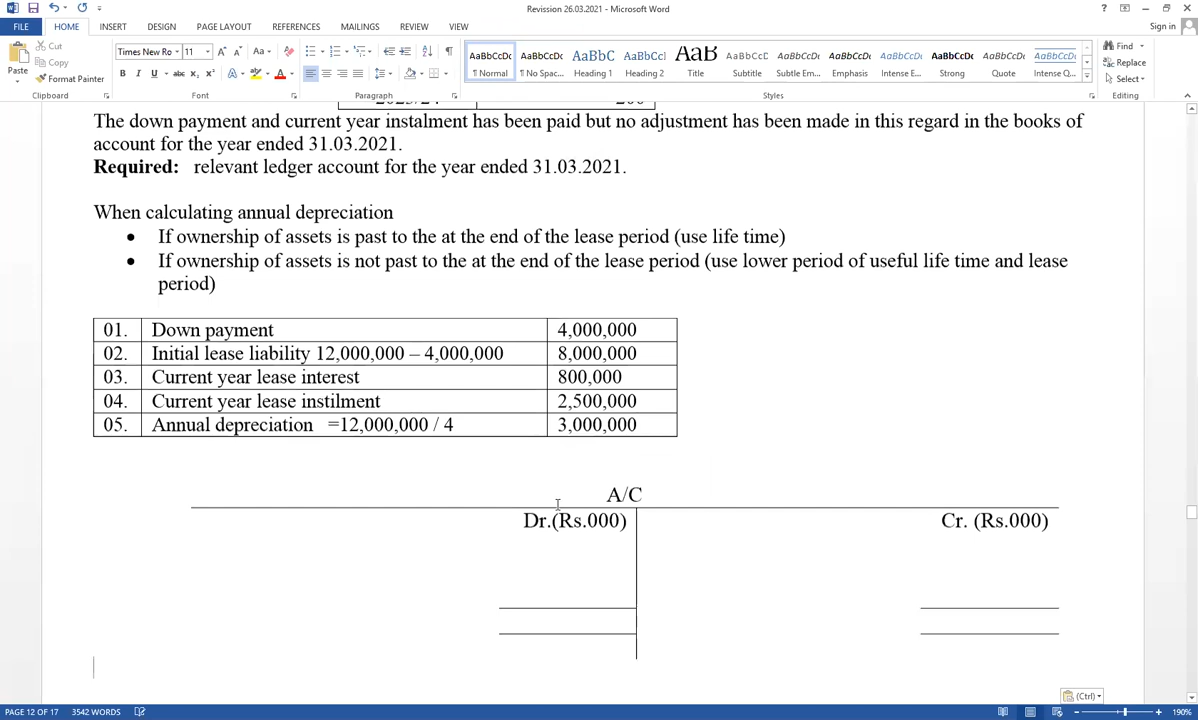 Revission 26.03.2021 - Microsoft Word
Sign in
FILE HOME INSERT DESIGN PAGE LAYOUT REFERENCES MAILINGS REVIEW VIEW
Paste
Cut
Copy
Format Painter
Clipboard
Times New Ro 11
Font
Paragraph
AaBbCcDc AaBbCcDc AaBbC AaBbCcl AaB AaBbCcC AaBbCcDc AaBbCcDc AaBbCcDc AaBbCcDc AaBbCcDc AaBbCcDc
¶ Normal ¶ No Spac... Heading 1 Heading 2 Title Subtitle Subtle Em... Emphasis Intense E... Strong Quote Intense Q...
Styles
Find
Replace
Select
Editing
The down payment and current year instalment has been paid but no adjustment has been made in this regard in the books of
account for the year ended 31.03.2021.
Required: relevant ledger account for the year ended 31.03.2021.
When calculating annual depreciation
• If ownership of assets is past to the at the end of the lease period (use life time)
• If ownership of assets is not past to the at the end of the lease period (use lower period of useful life time and lease
period)
01. Down payment 4,000,000
02. Initial lease liability 12,000,000 – 4,000,000 8,000,000
03. Current year lease interest 800,000
04. Current year lease instilment 2,500,000
05. Annual depreciation =12,000,000 / 4 3,000,000
A/C
Dr.(Rs.000) Cr. (Rs.000)
(Ctrl)
PAGE 12 OF 17 3542 WORDS 190%